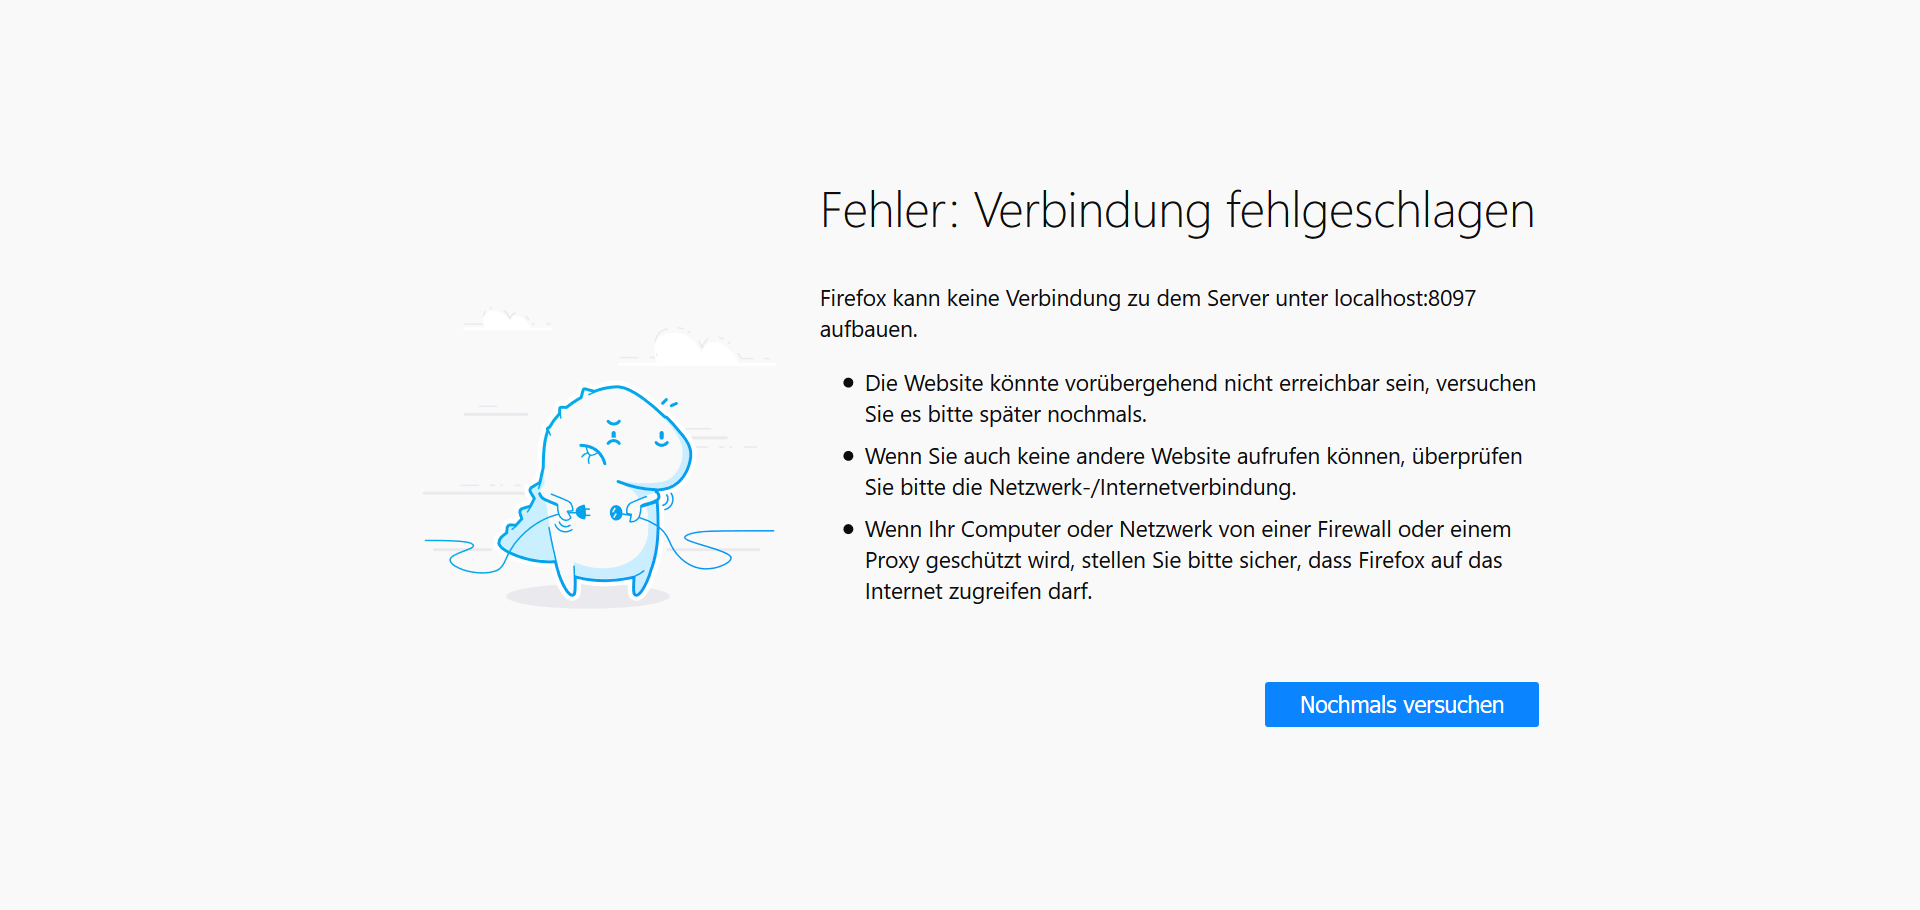 Fehler: Verbindung fehlgeschlagen
Firefox kann keine Verbindung zu dem Server unter localhost:8097
aufbauen.
Die Website könnte vorübergehend nicht erreichbar sein, versuchen
Sie es bitte später nochmals.
Wenn Sie auch keine andere Website aufrufen können, überprüfen
Sie bitte die Netzwerk-/Internetverbindung.
Wenn Ihr Computer oder Netzwerk von einer Firewall oder einem
Proxy geschützt wird, stellen Sie bitte sicher, dass Firefox auf das
Internet zugreifen darf.
Nochmals versuchen